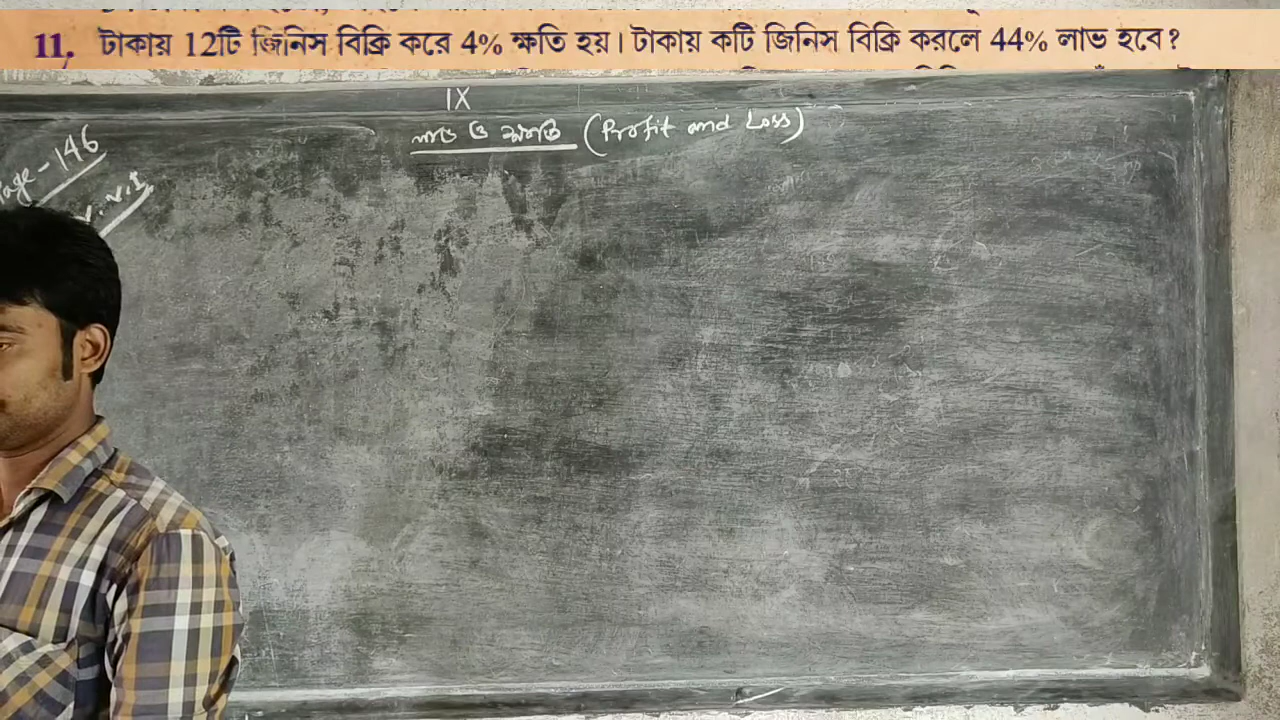 11. টাকায় 12টি জিনিস বিক্রি করে 4% ক্ষতি হয়। টাকায় কটি জিনিস বিক্রি করলে 44% লাভ হবে?
IX
লাভ ও ক্ষতি (Profit and Loss)
Page-146
V.V.I